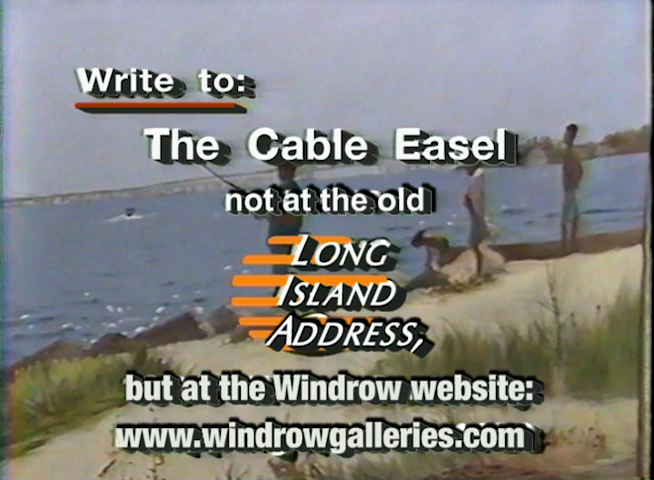 Write to:
The Cable Easel
not at the old
LONG
ISLAND
ADDRESS,
but at the Windrow website:
www.windrowgalleries.com